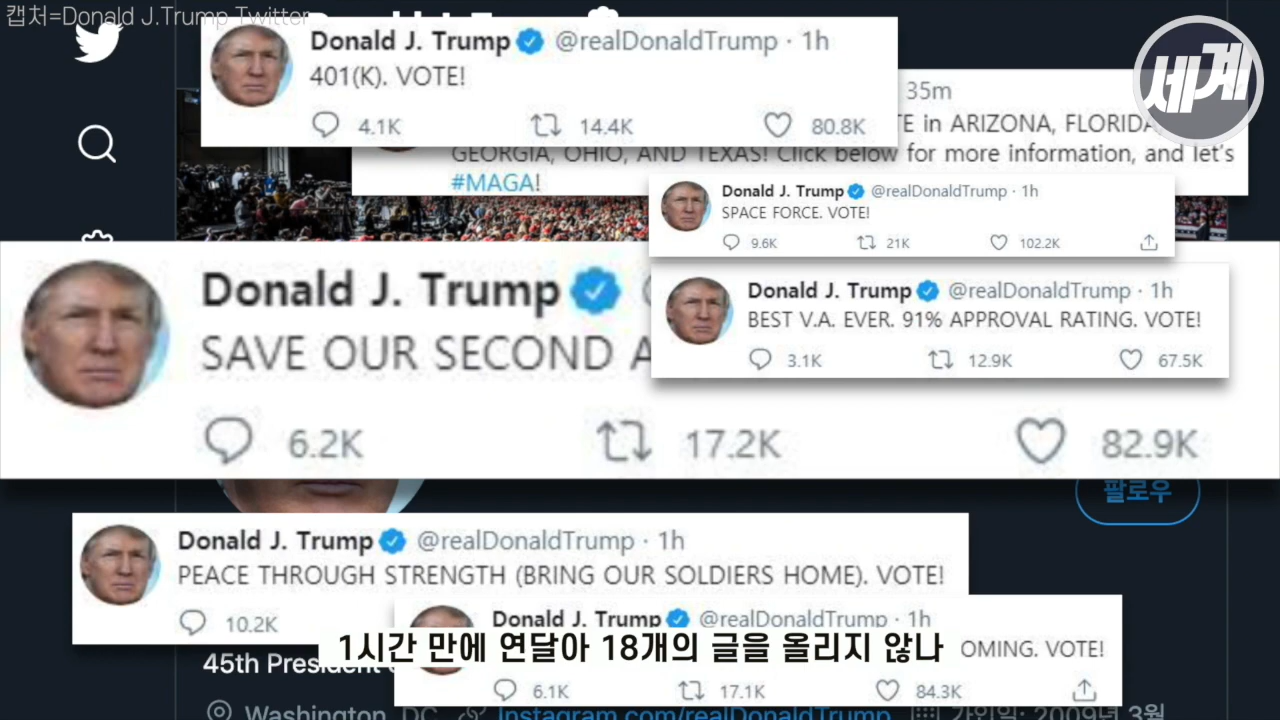 캡처=Donald J.Trump Twitter
세계
Donald J. Trump @realDonaldTrump · 1h
401(K). VOTE!
4.1K 14.4K 80.8K
35m
in ARIZONA, FLORIDA,
GEORGIA, OHIO, AND TEXAS! Click below for more information, and let's
#MAGA!
Donald J. Trump @realDonaldTrump · 1h
SPACE FORCE. VOTE!
9.6K 21K 102.2K
Donald J. Trump
SAVE OUR SECOND
6.2K 17.2K 82.9K
Donald J. Trump @realDonaldTrump · 1h
BEST V.A. EVER. 91% APPROVAL RATING. VOTE!
3.1K 12.9K 67.5K
팔로우
Donald J. Trump @realDonaldTrump · 1h
PEACE THROUGH STRENGTH (BRING OUR SOLDIERS HOME). VOTE!
10.2K
Donald J. Trump @realDonaldTrump · 1h
OMING. VOTE!
6.1K 17.1K 84.3K
1시간 만에 연달아 18개의 글을 올리지 않나
45th
Washington, DC Instagram.com/realDonaldTrump 가입일: 2009년 3월